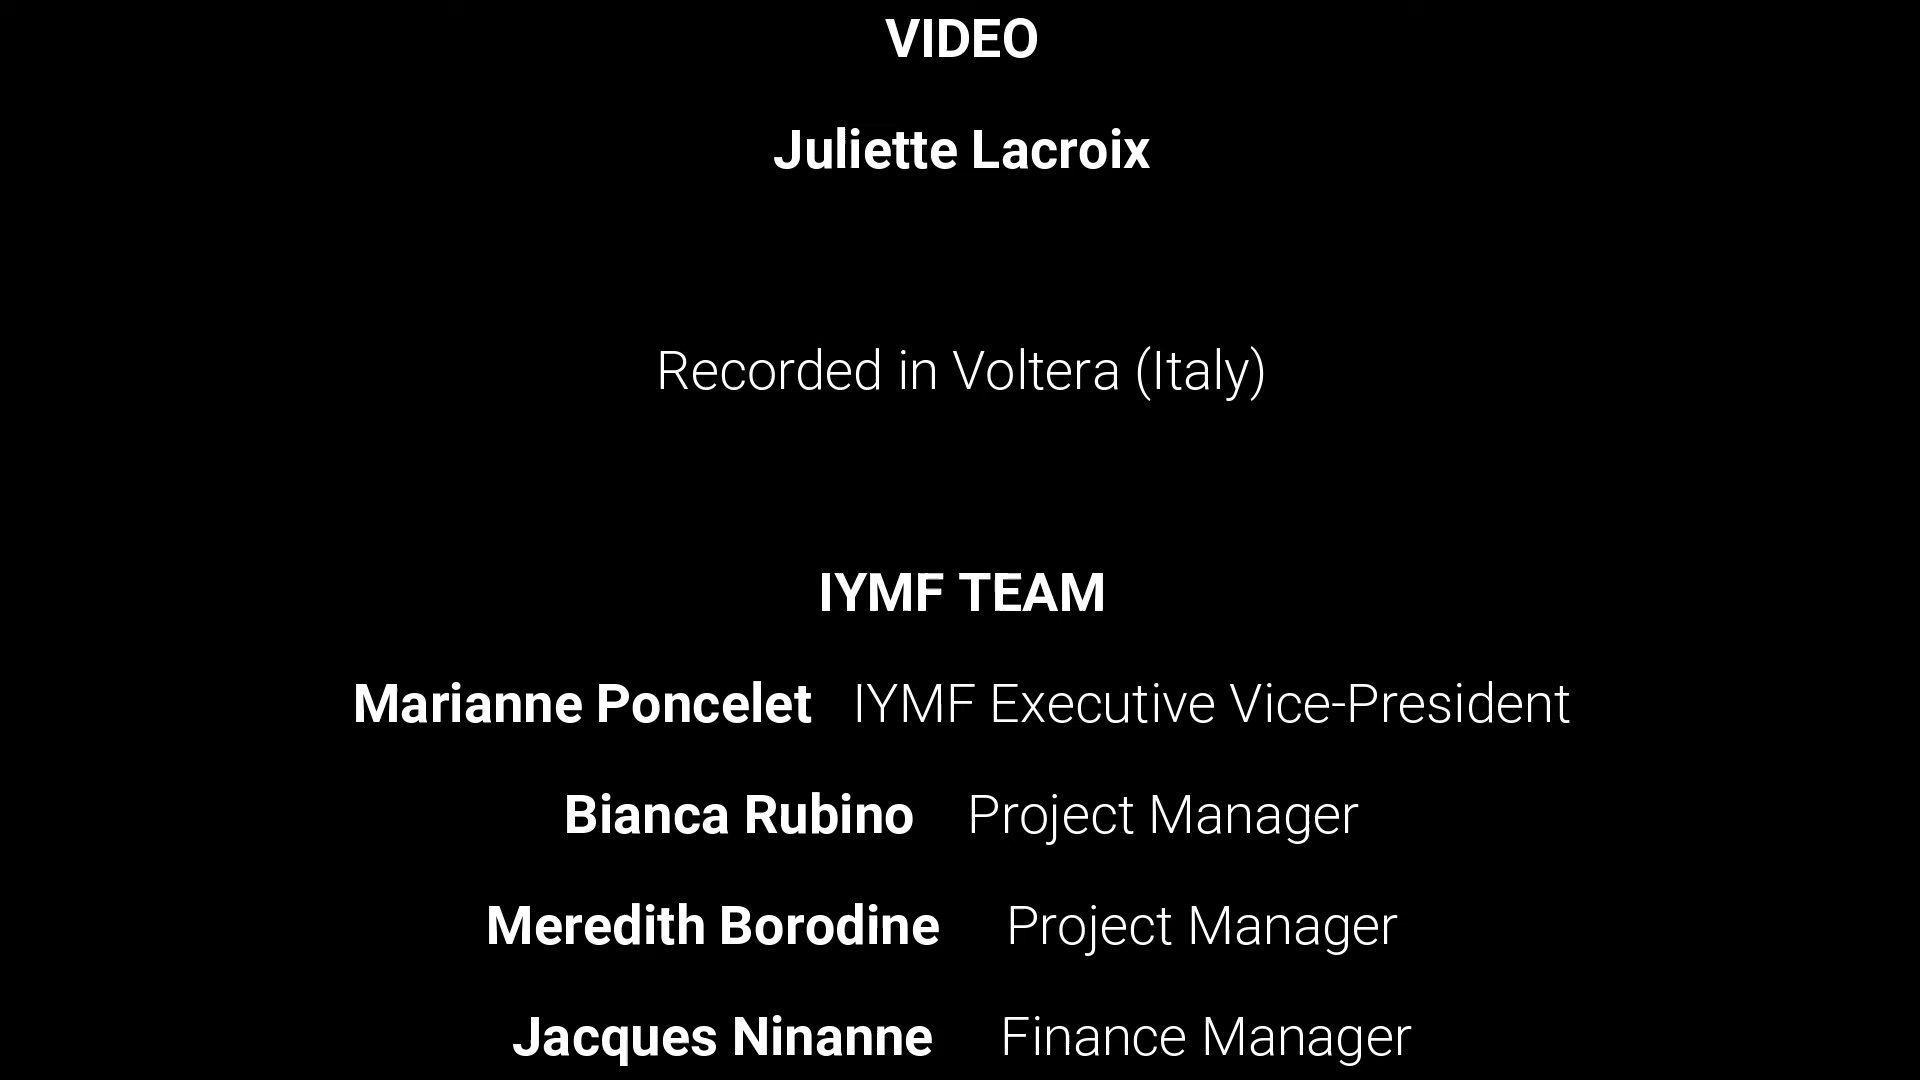 VIDEO
Juliette Lacroix
Recorded in Voltera (Italy)
IYMF TEAM
Marianne Poncelet IYMF Executive Vice-President
Bianca Rubino Project Manager
Meredith Borodine Project Manager
Jacques Ninanne Finance Manager